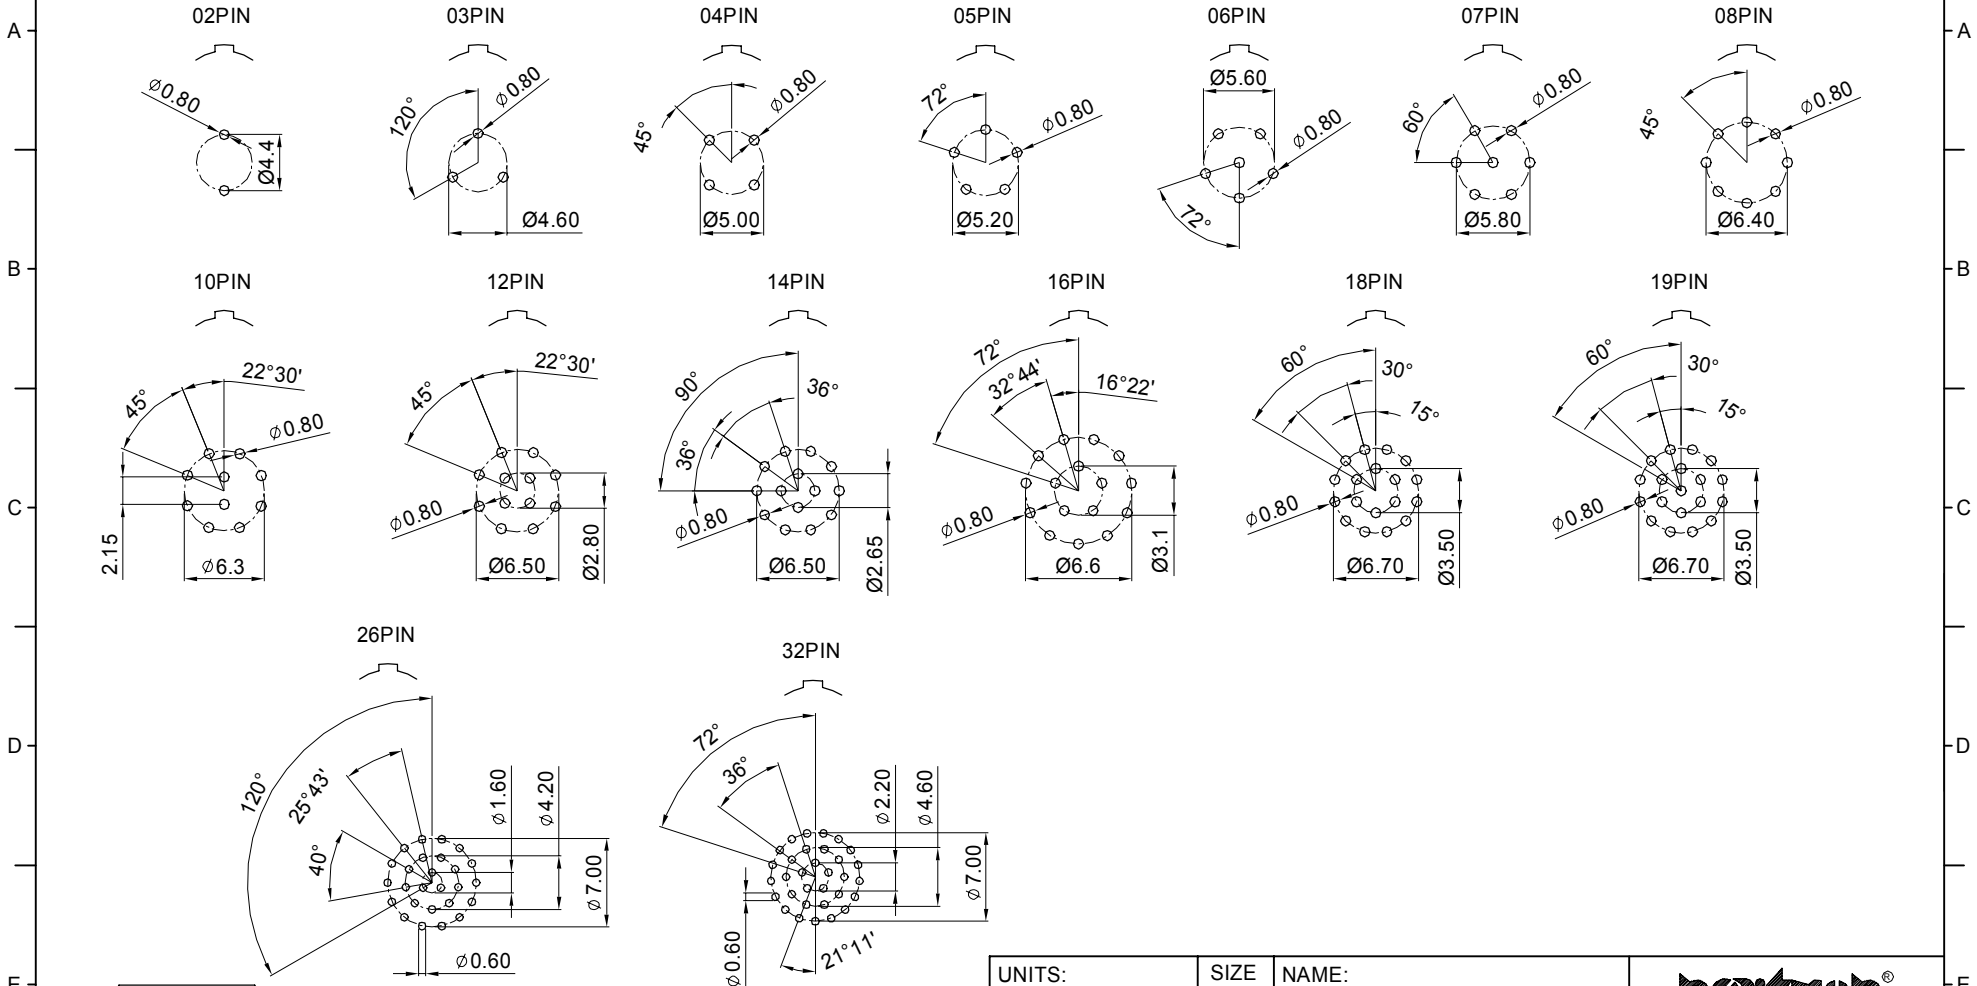 A
02PIN
03PIN
04PIN
05PIN
06PIN
07PIN
08PIN
A
Ø0.80
Ø4.4
120°
Ø0.80
Ø4.60
45°
Ø0.80
Ø5.00
72°
Ø0.80
Ø5.20
Ø5.60
Ø0.80
72°
60°
Ø0.80
Ø5.80
45°
Ø0.80
Ø6.40
B
B
10PIN
12PIN
14PIN
16PIN
18PIN
19PIN
45°
22°30'
Ø0.80
2.15
Ø6.3
45°
22°30'
Ø0.80
Ø6.50
Ø2.80
90°
36°
36°
Ø0.80
Ø6.50
Ø2.65
72°
32°44'
16°22'
Ø0.80
Ø6.6
Ø3.1
60°
30°
15°
Ø0.80
Ø6.70
Ø3.50
60°
30°
15°
Ø0.80
Ø6.70
Ø3.50
C
C
26PIN
32PIN
120°
25°43'
40°
Ø1.60
Ø4.20
Ø7.00
Ø0.60
72°
36°
Ø2.20
Ø4.60
Ø7.00
Ø0.60
21°11'
D
D
E
UNITS:
SIZE
NAME:
®
E